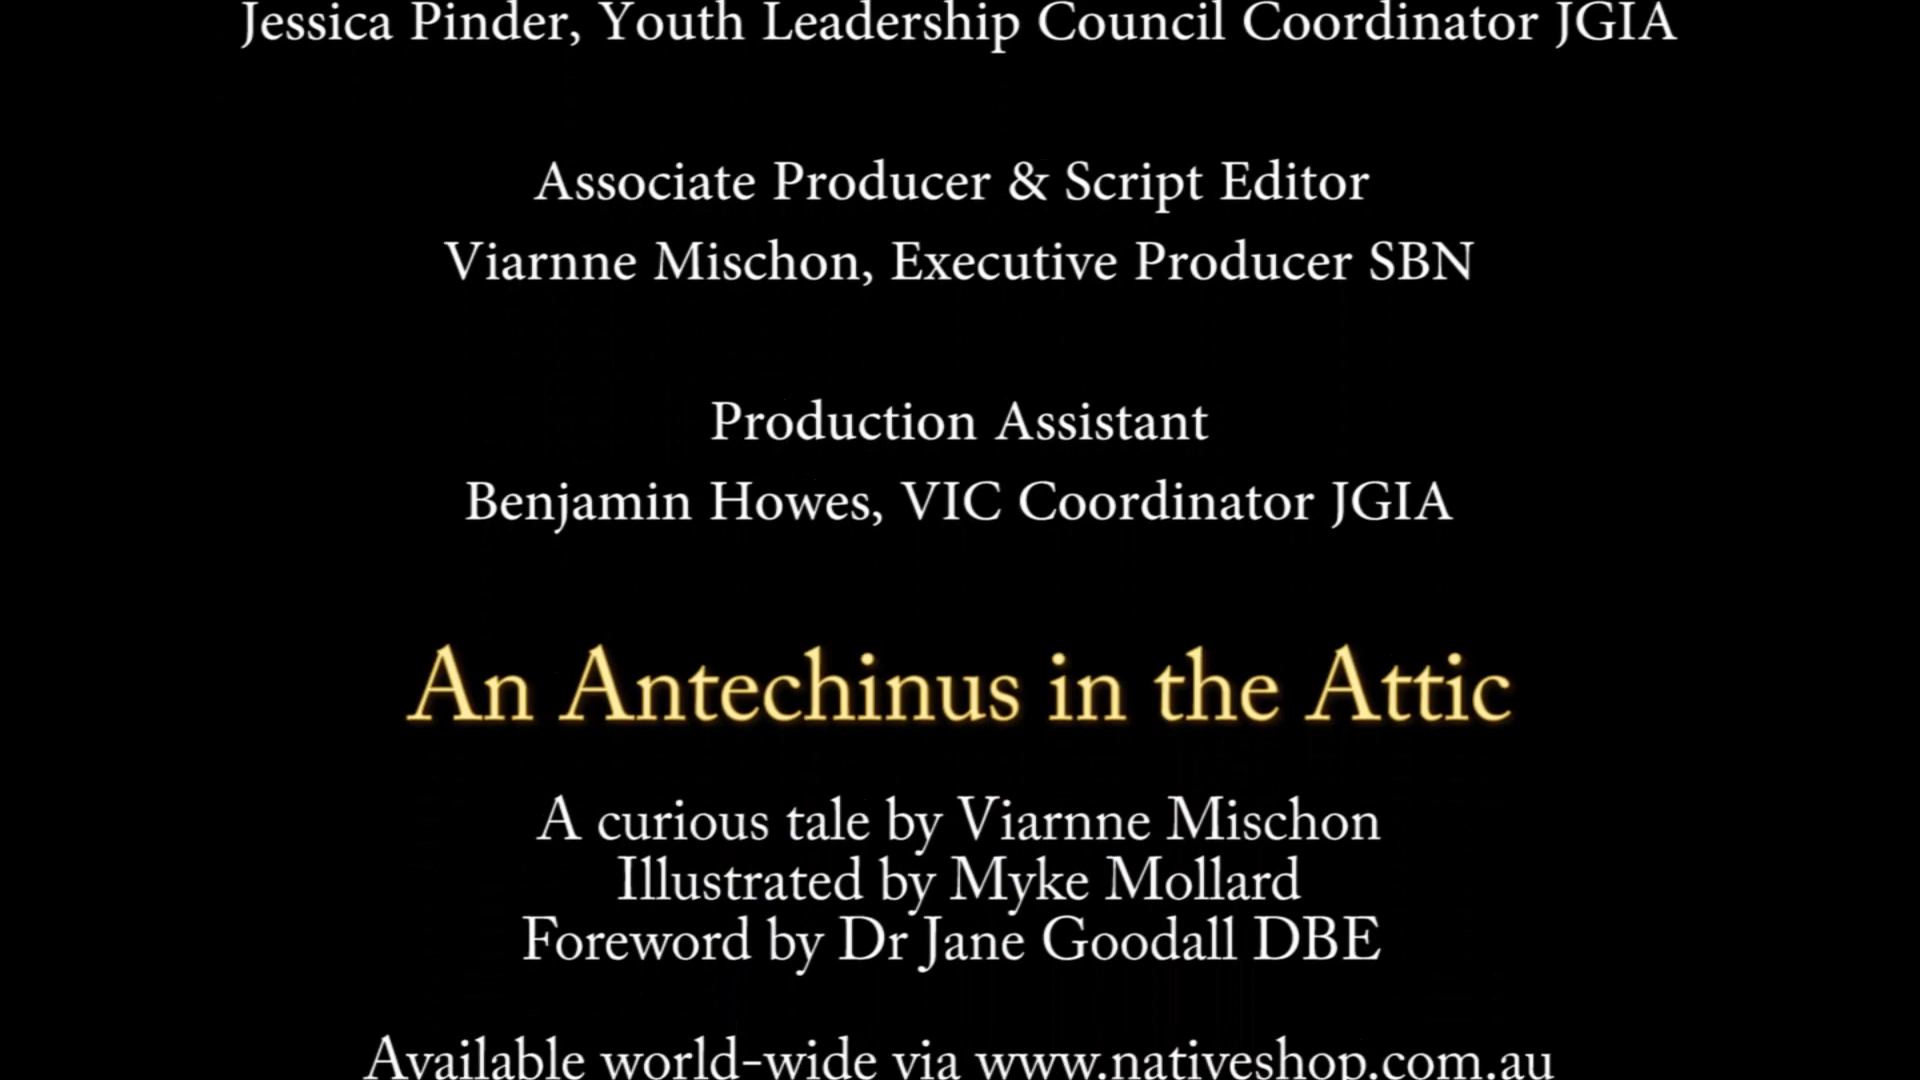 Jessica Pinder, Youth Leadership Council Coordinator JGIA
Associate Producer & Script Editor
Viarnne Mischon, Executive Producer SBN
Production Assistant
Benjamin Howes, VIC Coordinator JGIA
An Antechinus in the Attic
A curious tale by Viarnne Mischon
Illustrated by Myke Mollard
Foreword by Dr Jane Goodall DBE
Available world-wide via www.nativeshop.com.au